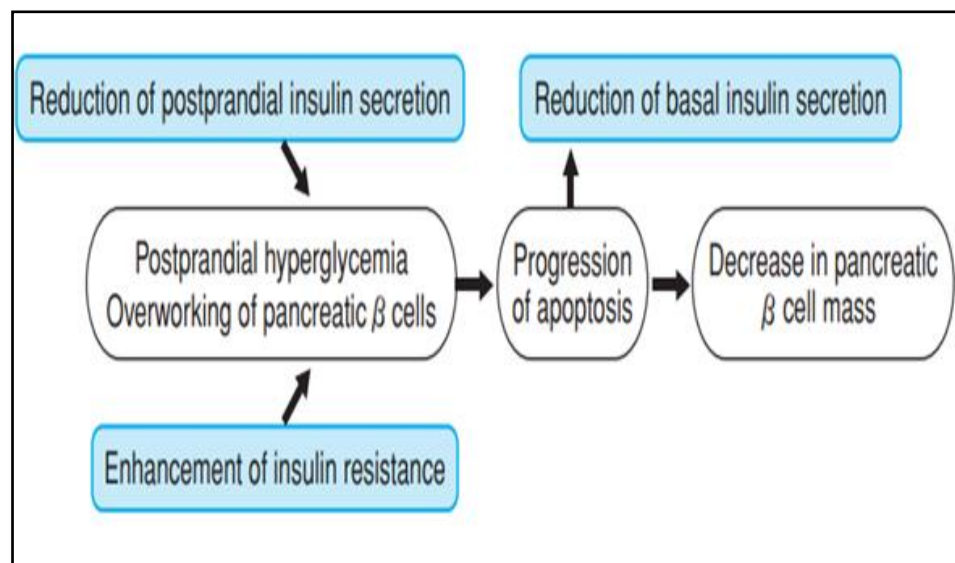 Reduction of postprandial insulin secretion
Reduction of basal insulin secretion
Postprandial hyperglycemia
Overworking of pancreatic β cells
Progression
of apoptosis
Decrease in pancreatic
β cell mass
Enhancement of insulin resistance